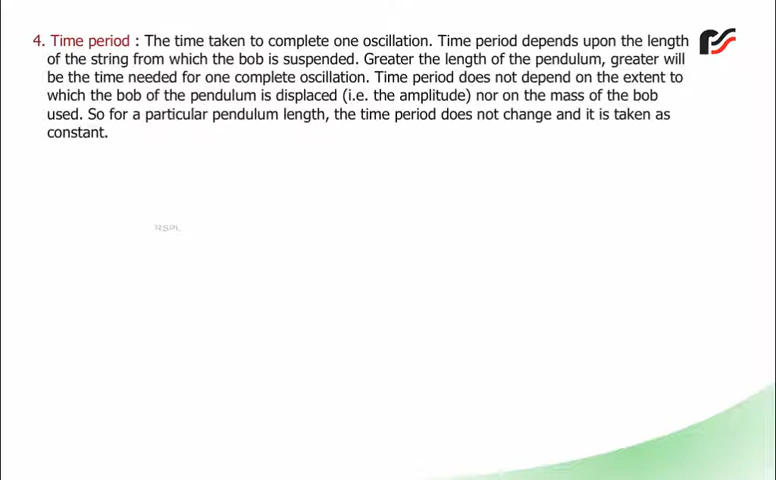 4. Time period : The time taken to complete one oscillation. Time period depends upon the length
of the string from which the bob is suspended. Greater the length of the pendulum, greater will
be the time needed for one complete oscillation. Time period does not depend on the extent to
which the bob of the pendulum is displaced (i.e. the amplitude) nor on the mass of the bob
used. So for a particular pendulum length, the time period does not change and it is taken as
constant.
RSPL